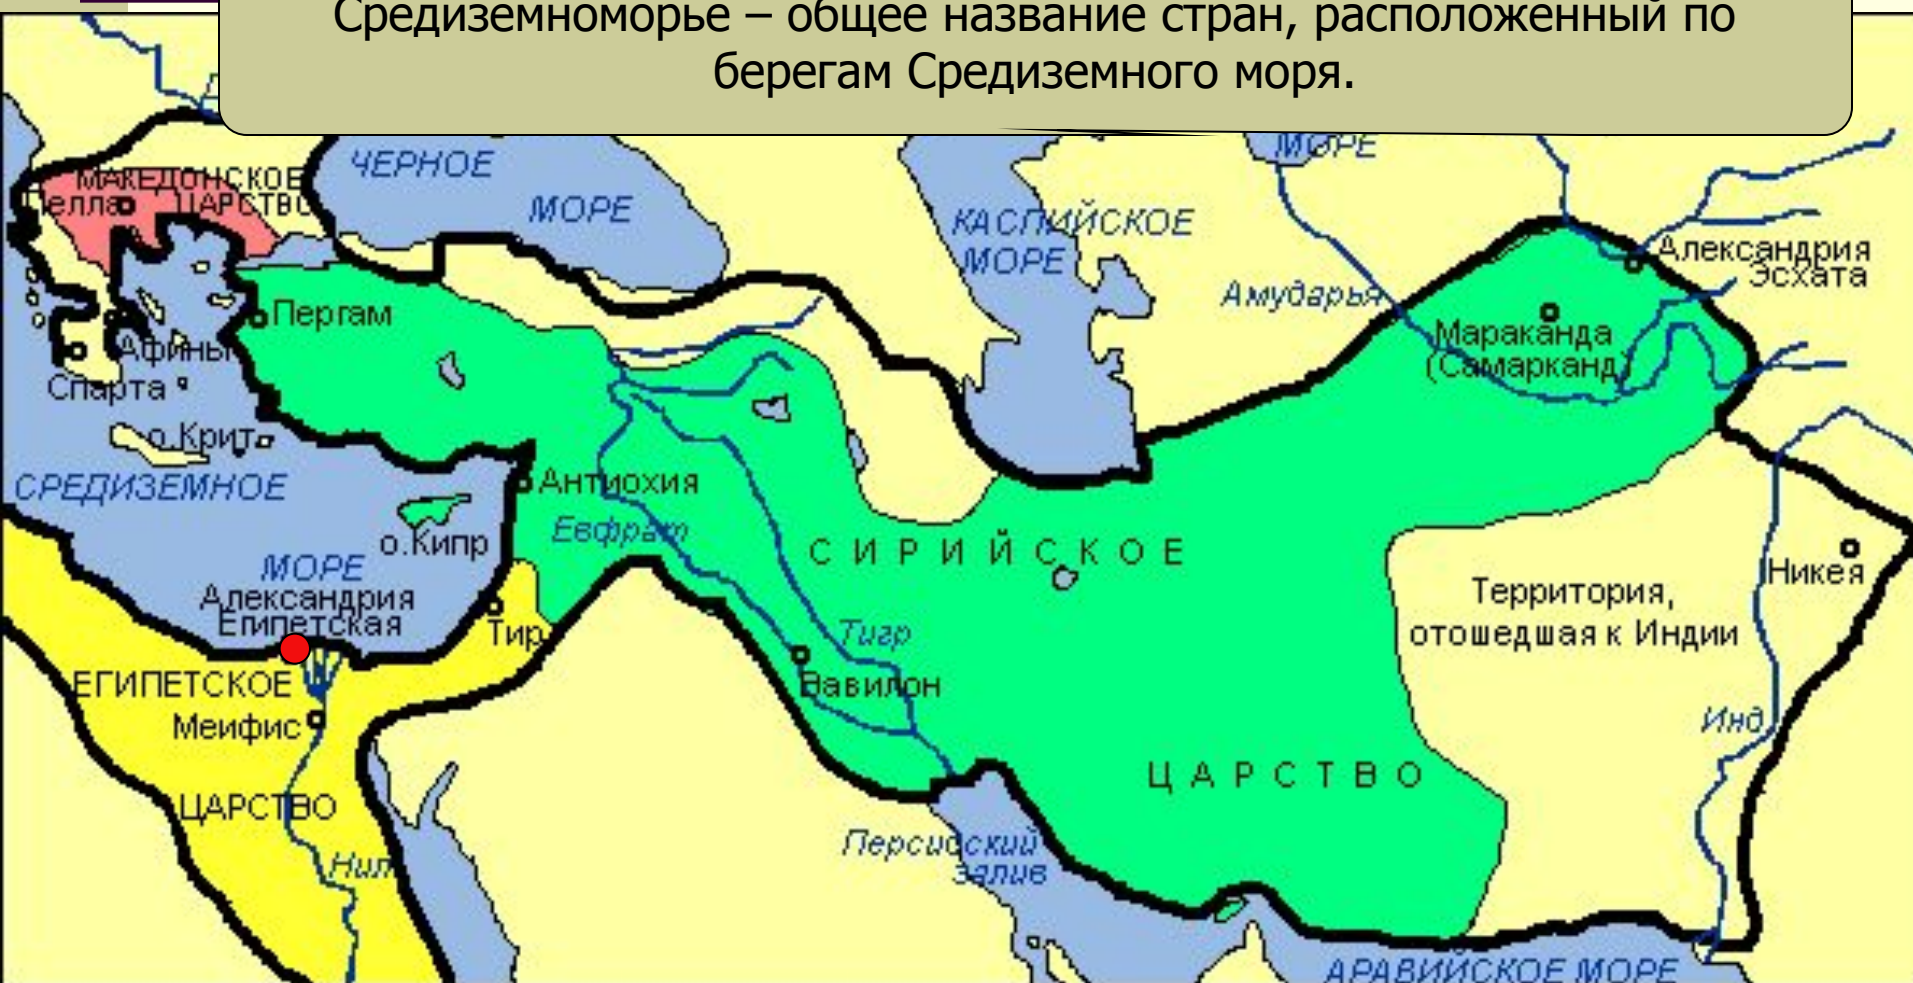 Средиземноморье – общее название стран, расположенный по
берегам Средиземного моря.
ЧЕРНОЕ
МОРЕ
МОРЕ
МАКЕДОНСКОЕ
ЦАРСТВО
Пелла
КАСПИЙСКОЕ
МОРЕ
Александрия
Эсхата
Амударья
Пергам
Мараканда
(Самарканд)
Афины
Спарта
о.Крит
СРЕДИЗЕМНОЕ
МОРЕ
Антиохия
Евфрат
о.Кипр
СИРИЙСКОЕ
ЦАРСТВО
Территория,
отошедшая к Индии
Никея
Александрия
Египетская
Тир
Тигр
Вавилон
ЕГИПЕТСКОЕ
ЦАРСТВО
Меифис
Инд
Нил
Персидский
залив
АРАВИЙСКОЕ МОРЕ